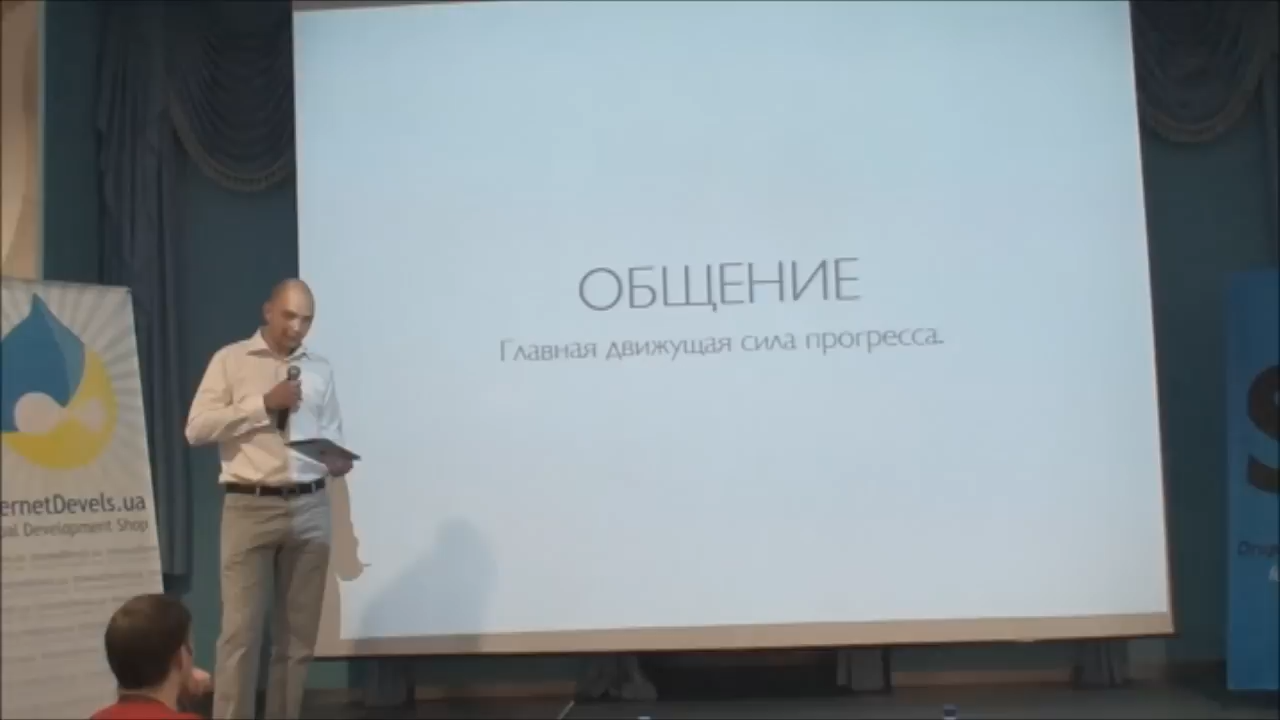 ОБЩЕНИЕ
Главная движущая сила прогресса.
ernetDevels.ua
al Development Shop